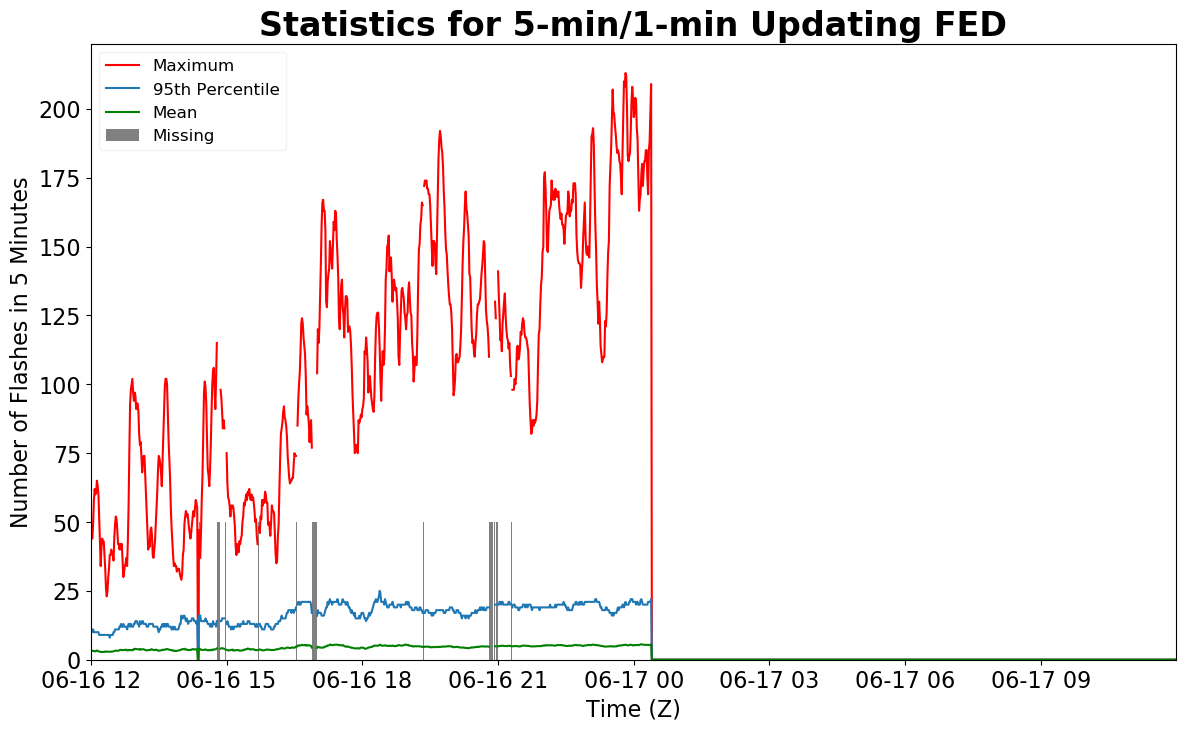 Statistics for 5-min/1-min Updating FED
Maximum
95th Percentile
Mean
Missing
Number of Flashes in 5 Minutes
200
175
150
125
100
75
50
25
0
06-16 12
06-16 15
06-16 18
06-16 21
06-17 00
06-17 03
06-17 06
06-17 09
Time (Z)